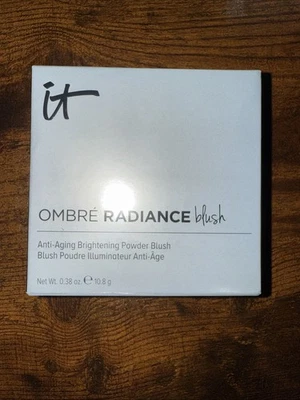 it
OMBRÉ RADIANCE blush
Anti-Aging Brightening Powder Blush
Blush Poudre Illuminateur Anti-Âge
Net Wt. 0.38 oz. ℮ 10.8 g